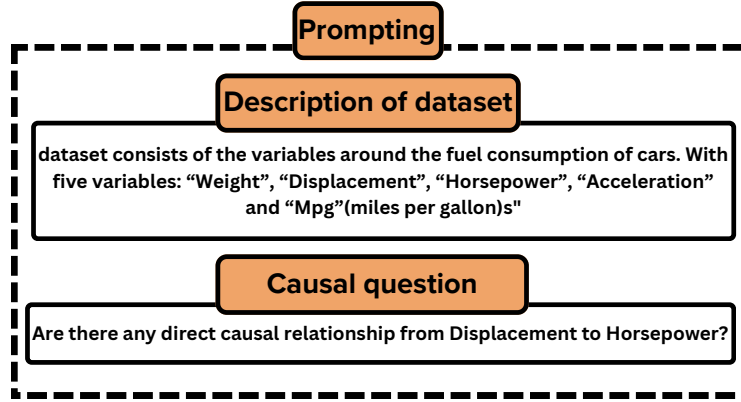 Prompting
Description of dataset
dataset consists of the variables around the fuel consumption of cars. With
five variables: “Weight”, “Displacement”, “Horsepower”, “Acceleration”
and “Mpg”(miles per gallon)s"
Causal question
Are there any direct causal relationship from Displacement to Horsepower?